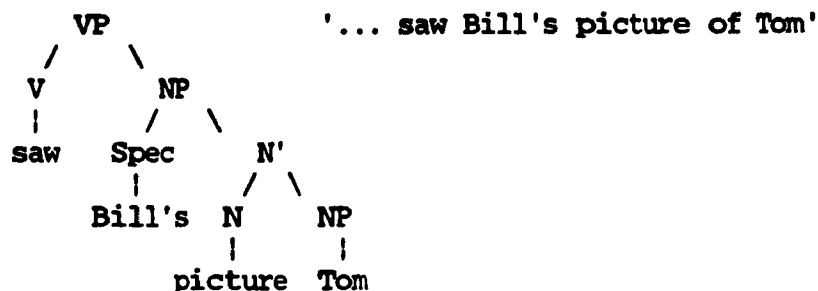 VP '... saw Bill's picture of Tom'
/ \
V NP
¦ / \
saw Spec N'
¦ / \
Bill's N NP
¦ ¦
picture Tom